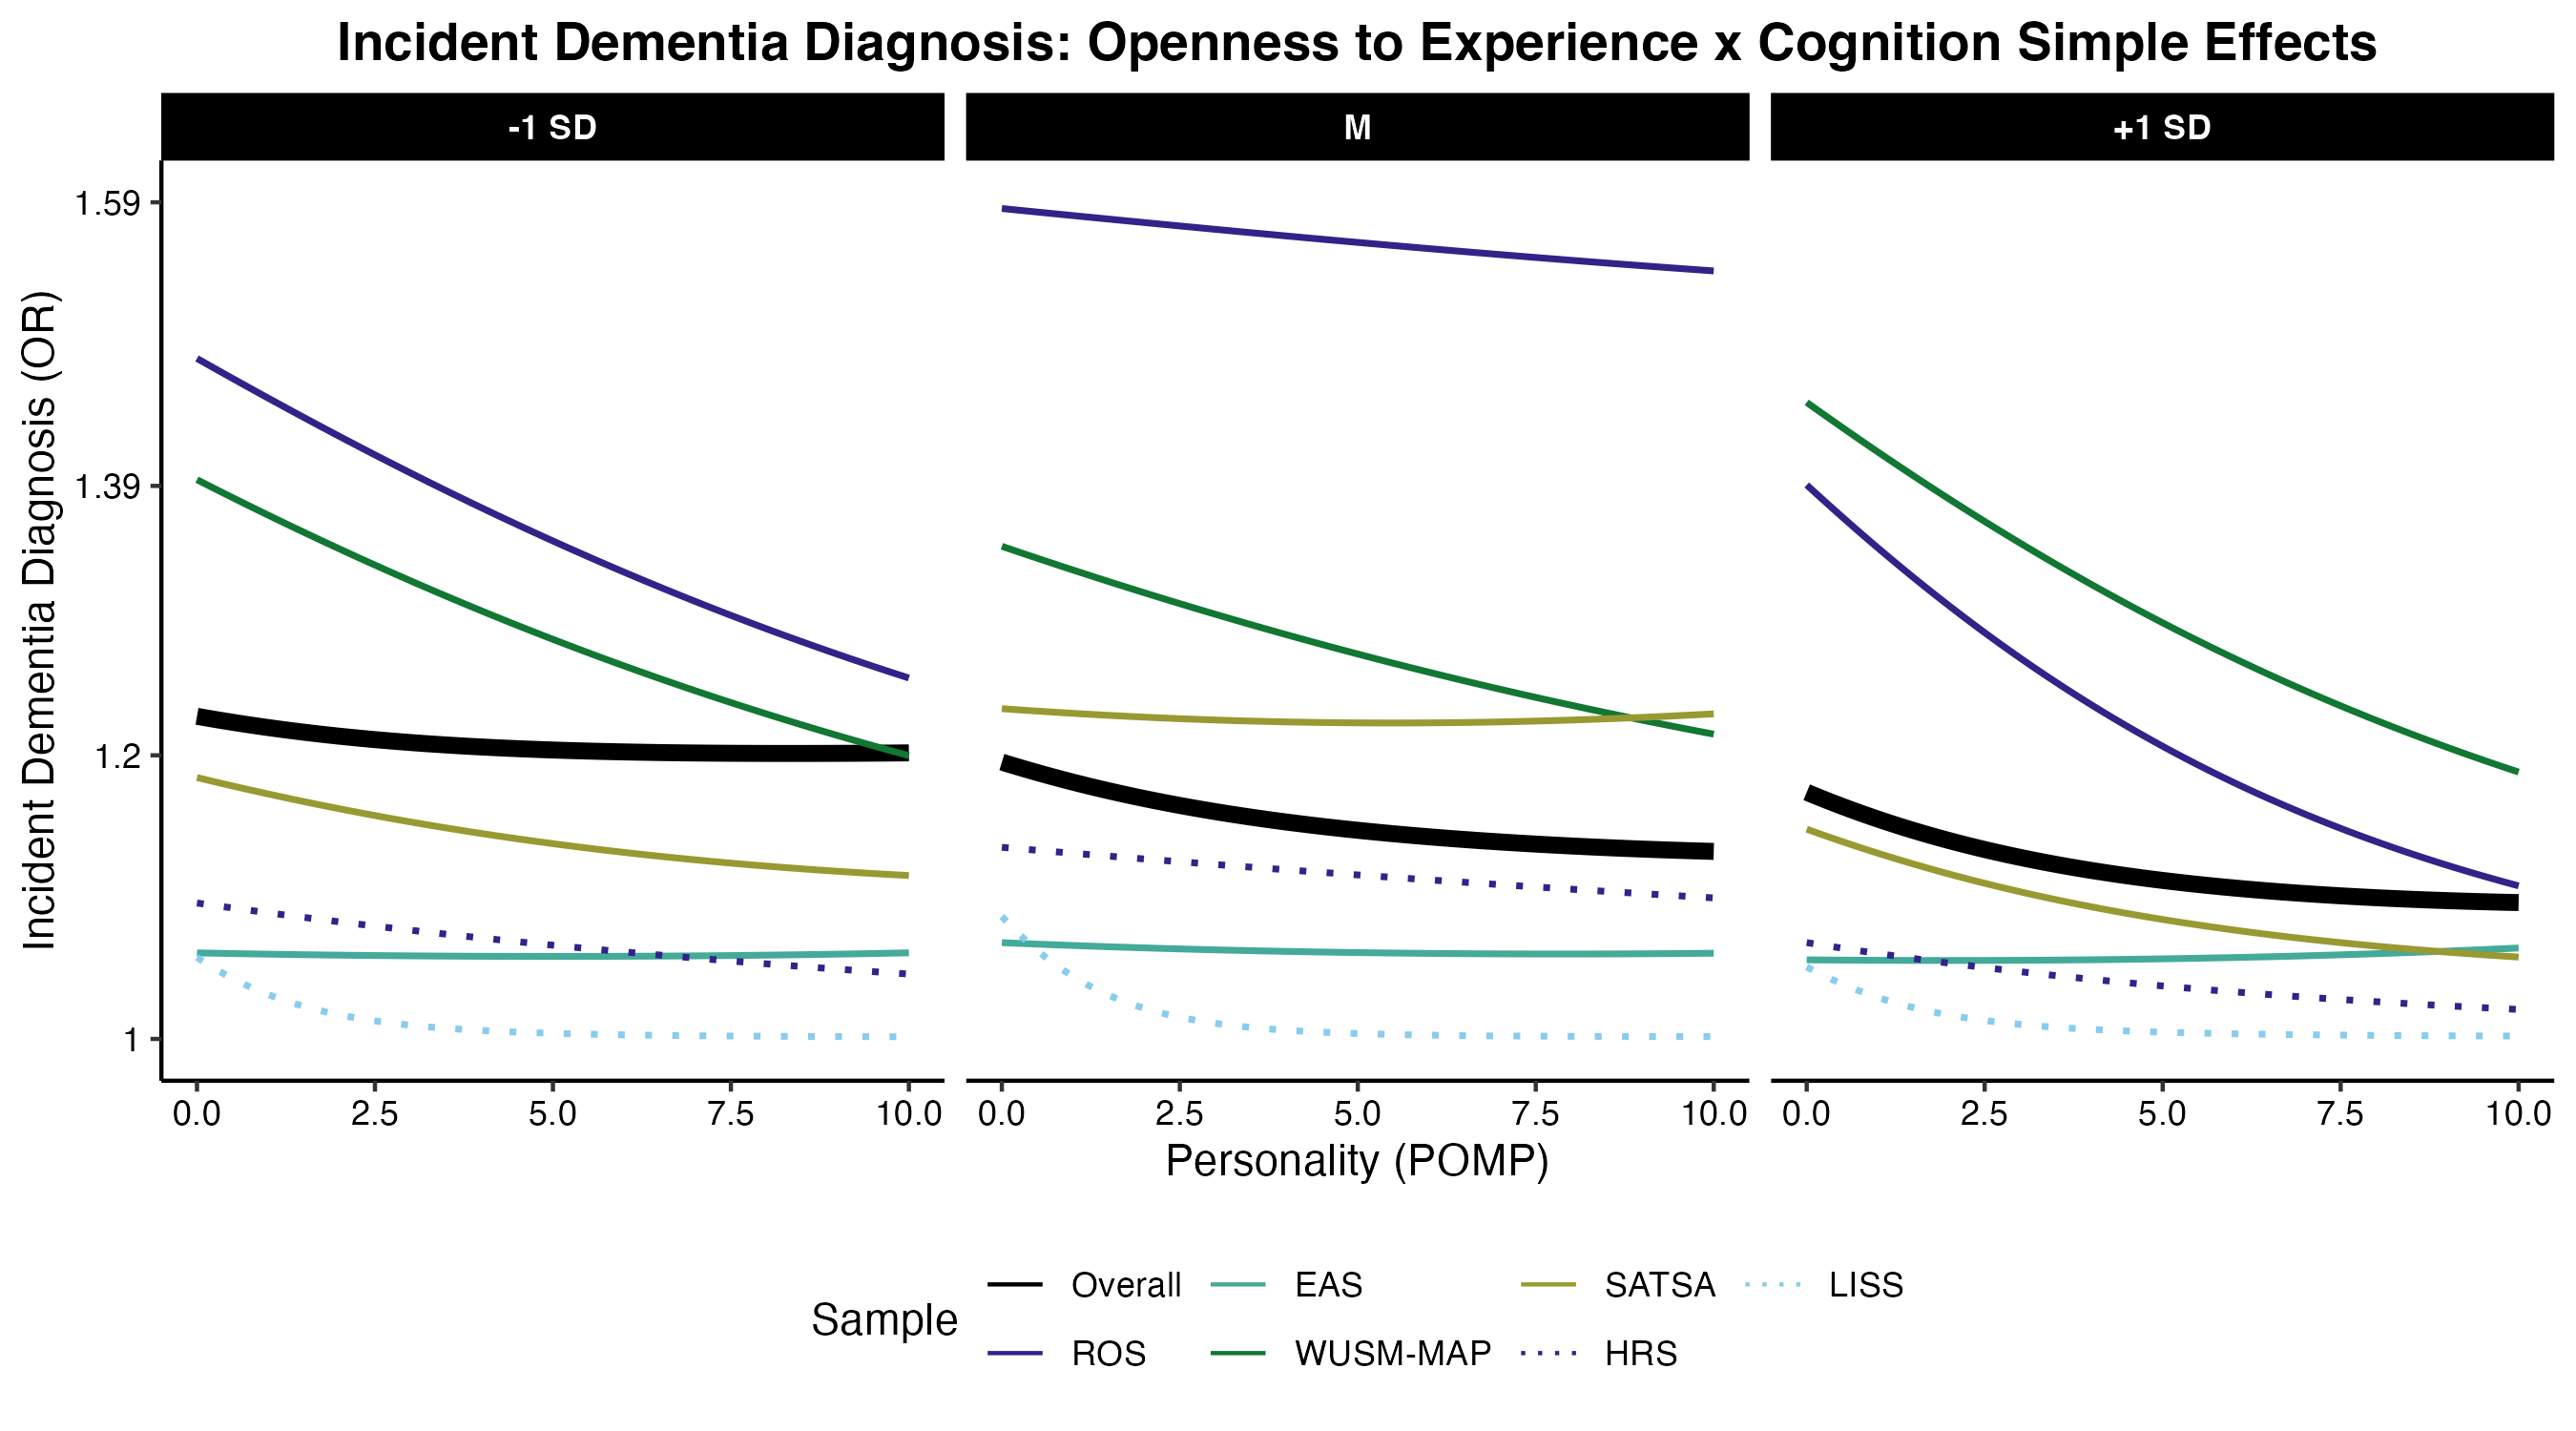 Incident Dementia Diagnosis: Openness to Experience x Cognition Simple Effects
-1 SD
M
+1 SD
Incident Dementia Diagnosis (OR)
1.59
1.39
1.2
1
0.0 2.5 5.0 7.5 10.0
0.0 2.5 5.0 7.5 10.0
0.0 2.5 5.0 7.5 10.0
Personality (POMP)
Sample
Overall EAS SATSA LISS
ROS WUSM-MAP HRS